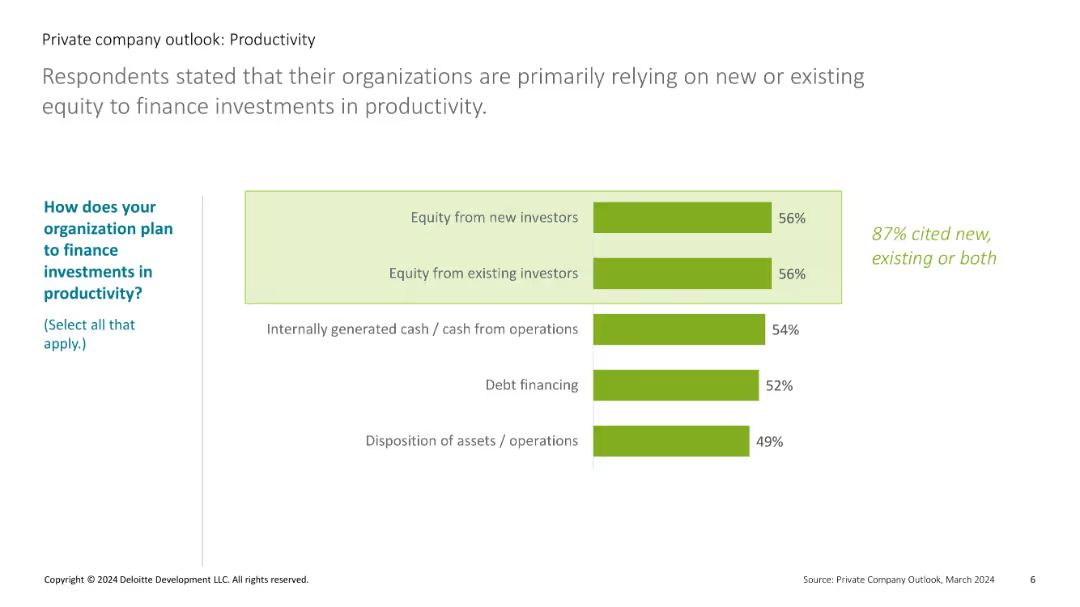 Private company outlook: Productivity
Respondents stated that their organizations are primarily relying on new or existing
equity to finance investments in productivity.
How does your
organization plan
to finance
investments in
productivity?
(Select all that
apply.)
Equity from new investors 56%
Equity from existing investors 56%
Internally generated cash / cash from operations 54%
Debt financing 52%
Disposition of assets / operations 49%
87% cited new,
existing or both
Copyright © 2024 Deloitte Development LLC. All rights reserved.
Source: Private Company Outlook, March 2024 6